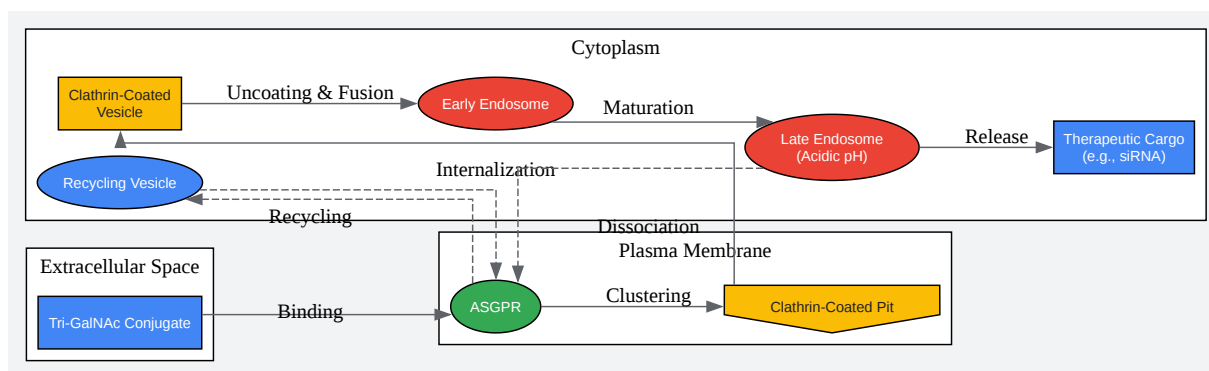 Cytoplasm
Clathrin-Coated
Vesicle
Uncoating & Fusion
Early Endosome
Maturation
Late Endosome
(Acidic pH)
Release
Therapeutic Cargo
(e.g., siRNA)
Internalization
Recycling Vesicle
Recycling
Dissociation
Plasma Membrane
Extracellular Space
Tri-GalNAc Conjugate
Binding
ASGPR
Clustering
Clathrin-Coated Pit